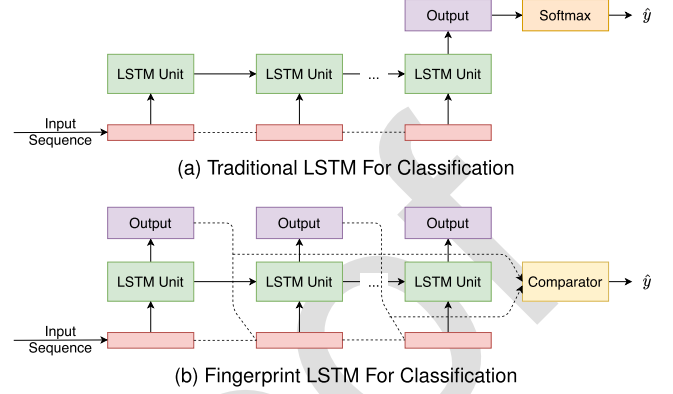 Output
Softmax
ŷ
LSTM Unit
LSTM Unit
...
LSTM Unit
Input
Sequence
(a) Traditional LSTM For Classification
Output
Output
Output
LSTM Unit
LSTM Unit
...
LSTM Unit
Comparator
ŷ
Input
Sequence
(b) Fingerprint LSTM For Classification